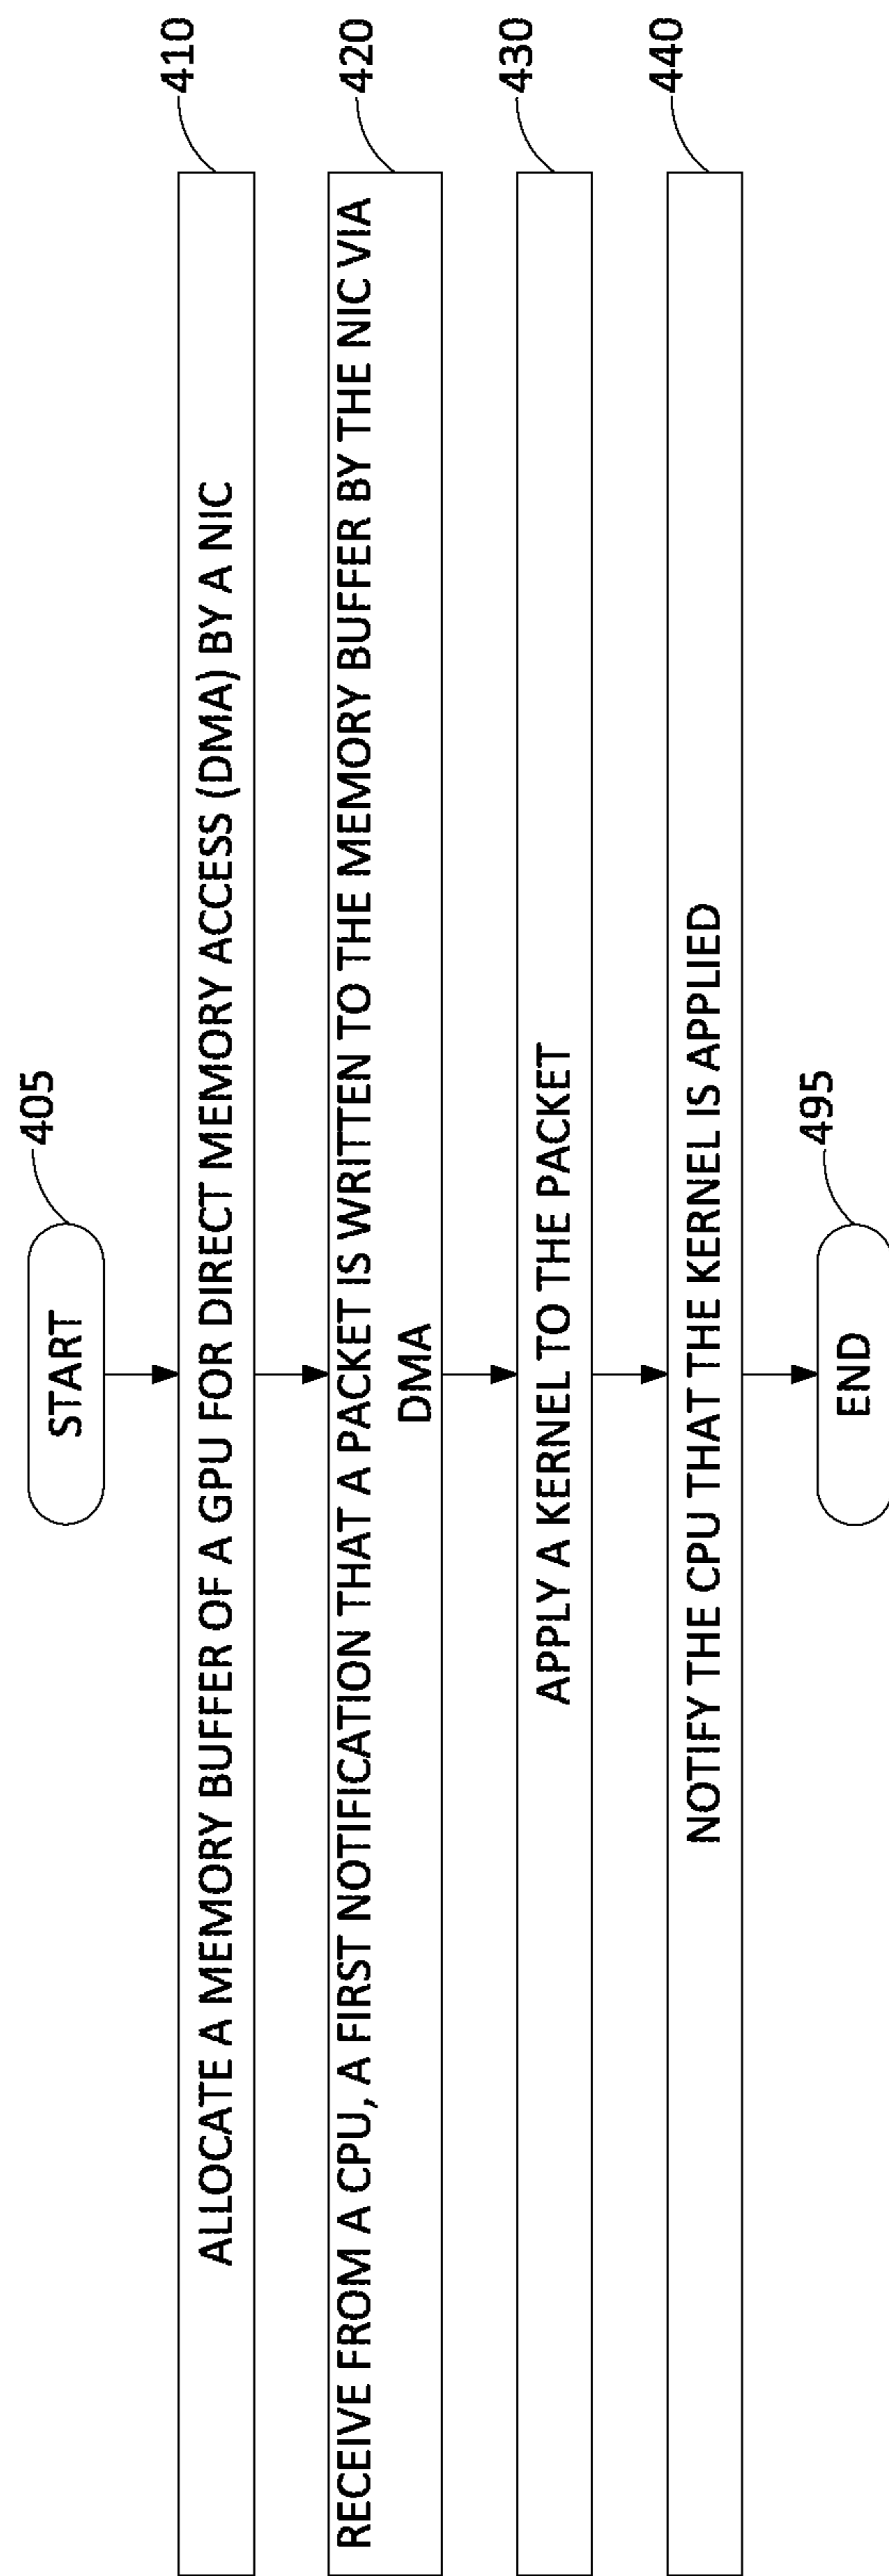 START
405
ALLOCATE A MEMORY BUFFER OF A GPU FOR DIRECT MEMORY ACCESS (DMA) BY A NIC
410
RECEIVE FROM A CPU, A FIRST NOTIFICATION THAT A PACKET IS WRITTEN TO THE MEMORY BUFFER BY THE NIC VIA
DMA
420
APPLY A KERNEL TO THE PACKET
430
NOTIFY THE CPU THAT THE KERNEL IS APPLIED
440
END
495